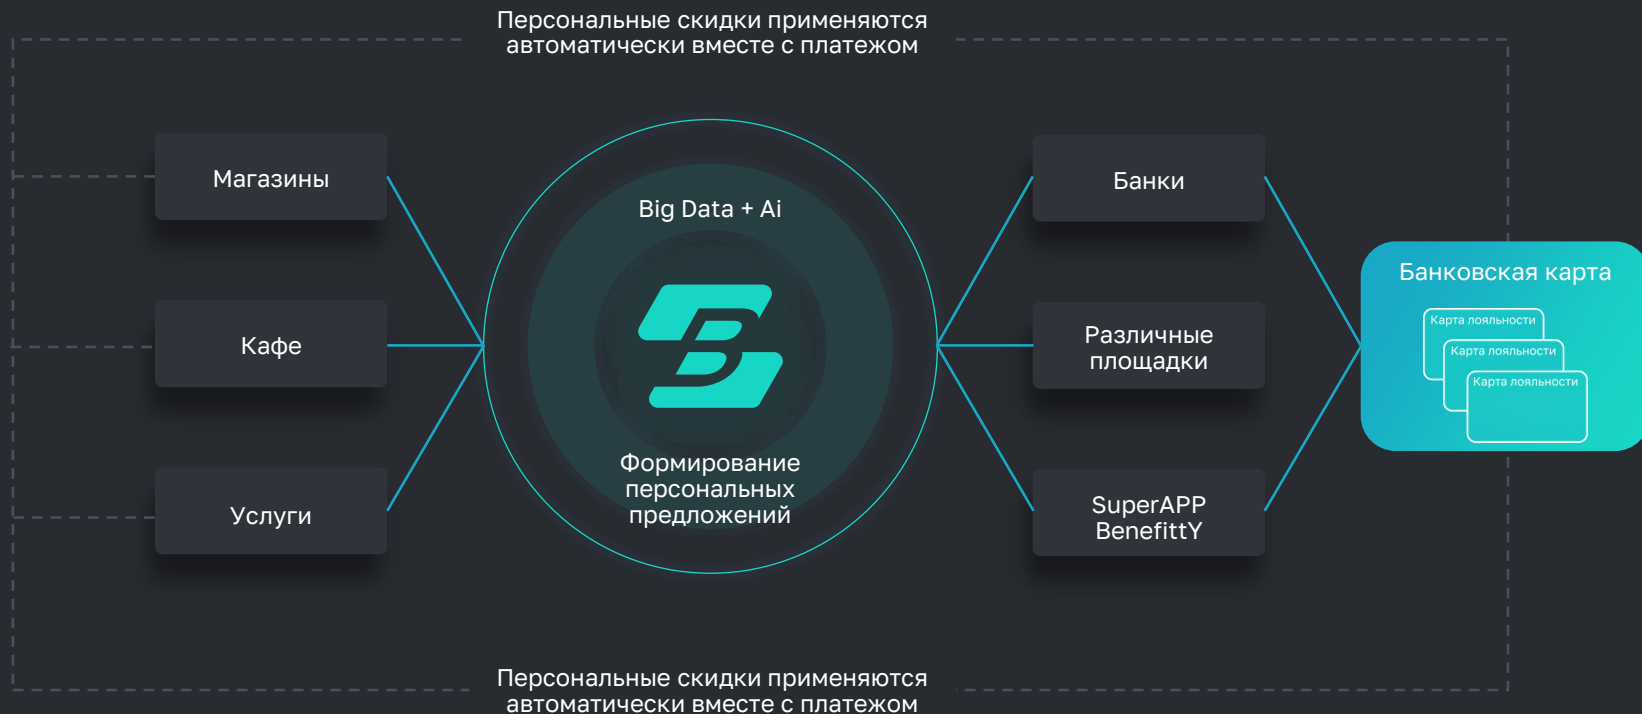 Персональные скидки применяются
автоматически вместе с платежом
Магазины
Кафе
Услуги
Big Data + Ai
Формирование
персональных
предложений
Банки
Различные
площадки
SuperAPP
BenefittY
Банковская карта
Карта лояльности
Карта лояльности
Карта лояльности
Персональные скидки применяются
автоматически вместе с платежом